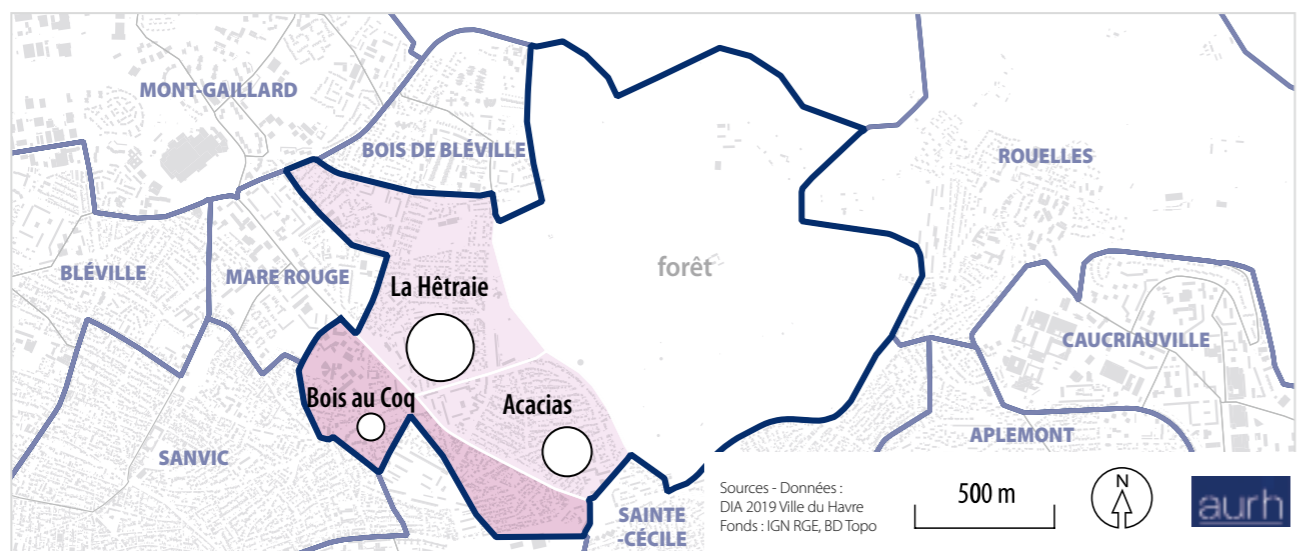 MONT-GAILLARD
BOIS DE BLÉVILLE
ROUELLES
BLÉVILLE
MARE ROUGE
forêt
La Hêtraie
CAUCRIAUVILLE
Bois au Coq
Acacias
APLEMONT
SANVIC
SAINTE
-CÉCILE
Sources - Données :
DIA 2019 Ville du Havre
Fonds : IGN RGE, BD Topo
500 m
N
aurh